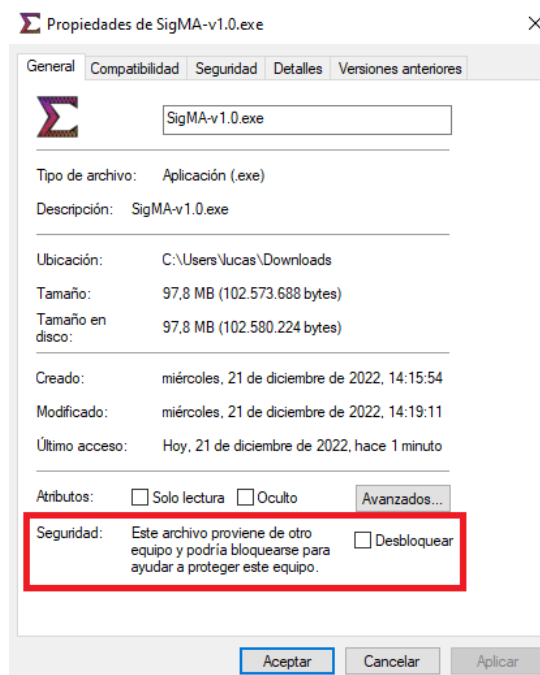 Propiedades de SigMA-v1.0.exe
General Compatibilidad Seguridad Detalles Versiones anteriores
SigMA-v1.0.exe
Tipo de archivo: Aplicación (.exe)
Descripción: SigMA-v1.0.exe
Ubicación: C:\Users\lucas\Downloads
Tamaño: 97,8 MB (102.573.688 bytes)
Tamaño en
disco: 97,8 MB (102.580.224 bytes)
Creado: miércoles, 21 de diciembre de 2022, 14:15:54
Modificado: miércoles, 21 de diciembre de 2022, 14:19:11
Último acceso: Hoy, 21 de diciembre de 2022, hace 1 minuto
Atributos: Solo lectura Oculto Avanzados...
Seguridad: Este archivo proviene de otro
equipo y podría bloquearse para
ayudar a proteger este equipo.
Desbloquear
Aceptar Cancelar Aplicar